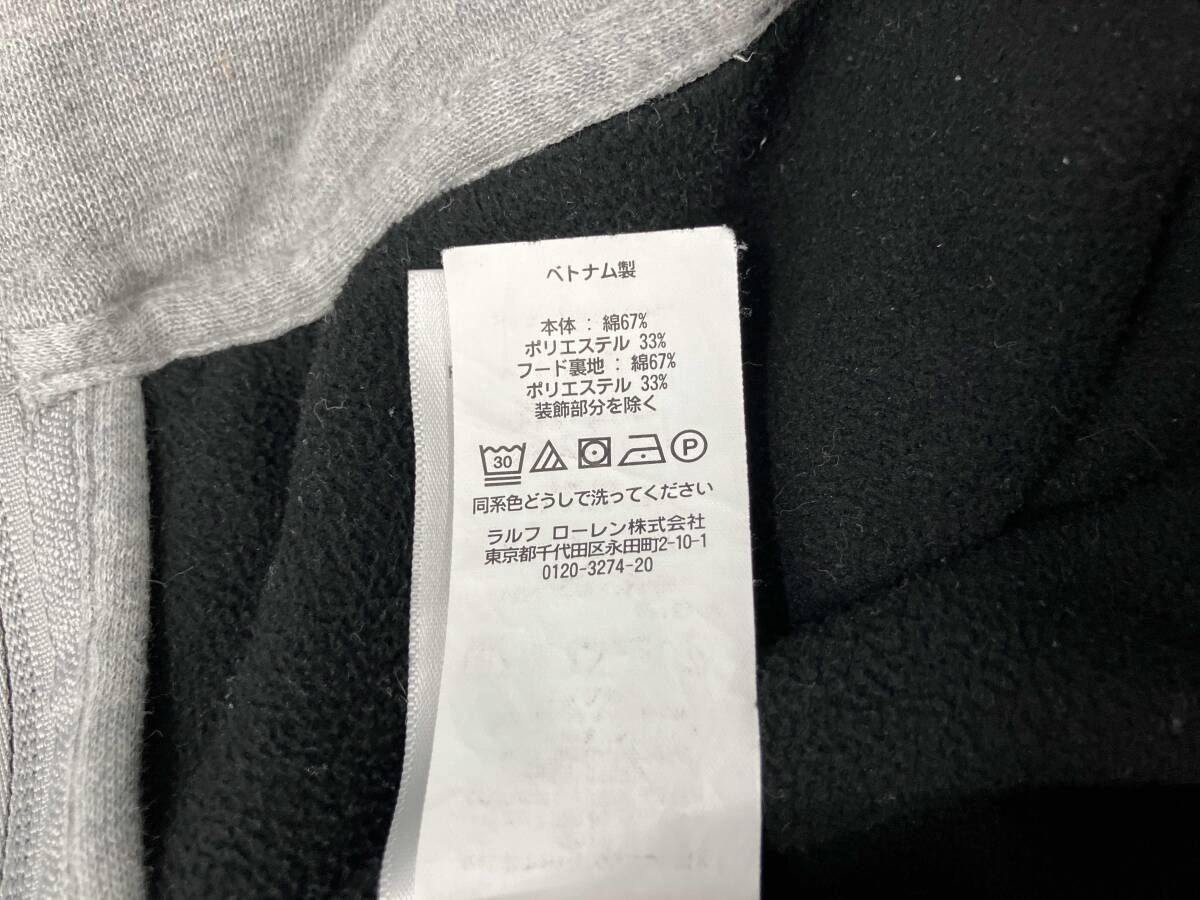 ベトナム製
本体 : 綿67%
ポリエステル 33%
フード裏地 : 綿67%
ポリエステル 33%
装飾部分を除く
30 P
同系色どうしで洗ってください
ラルフ ローレン株式会社
東京都千代田区永田町2-10-1
0120-3274-20